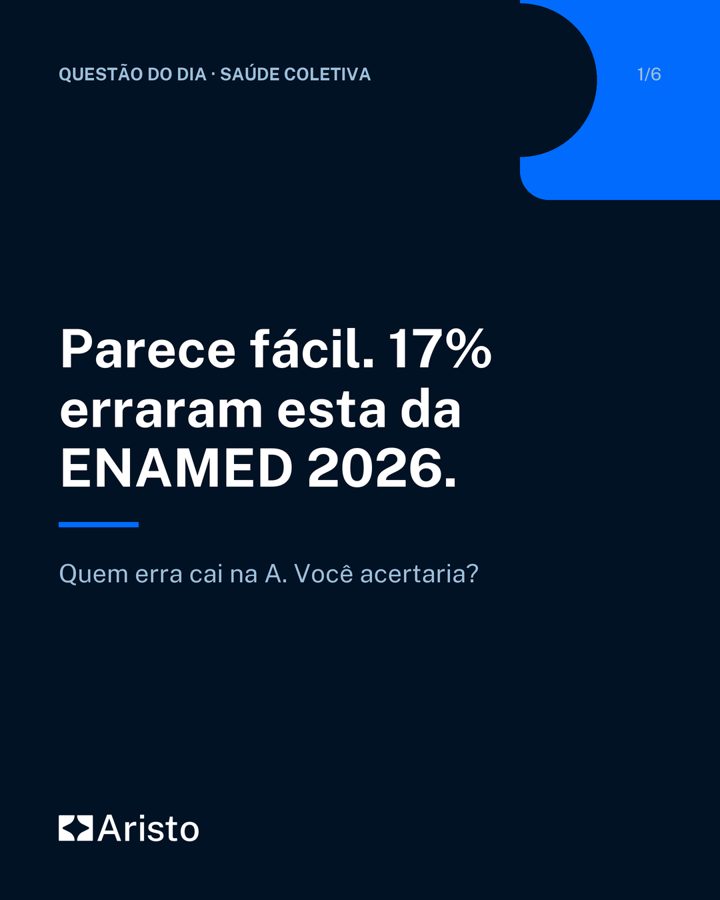 QUESTÃO DO DIA · SAÚDE COLETIVA
1/6
Parece fácil. 17%
erraram esta da
ENAMED 2026.
Quem erra cai na A. Você acertaria?
Aristo